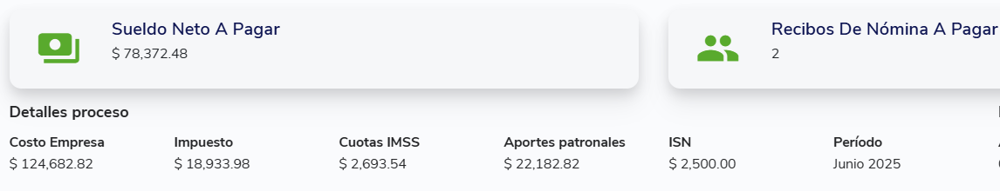 Sueldo Neto A Pagar
$ 78,372.48
Recibos De Nómina A Pagar
2
Detalles proceso
Costo Empresa
$ 124,682.82
Impuesto
$ 18,933.98
Cuotas IMSS
$ 2,693.54
Aportes patronales
$ 22,182.82
ISN
$ 2,500.00
Período
Junio 2025